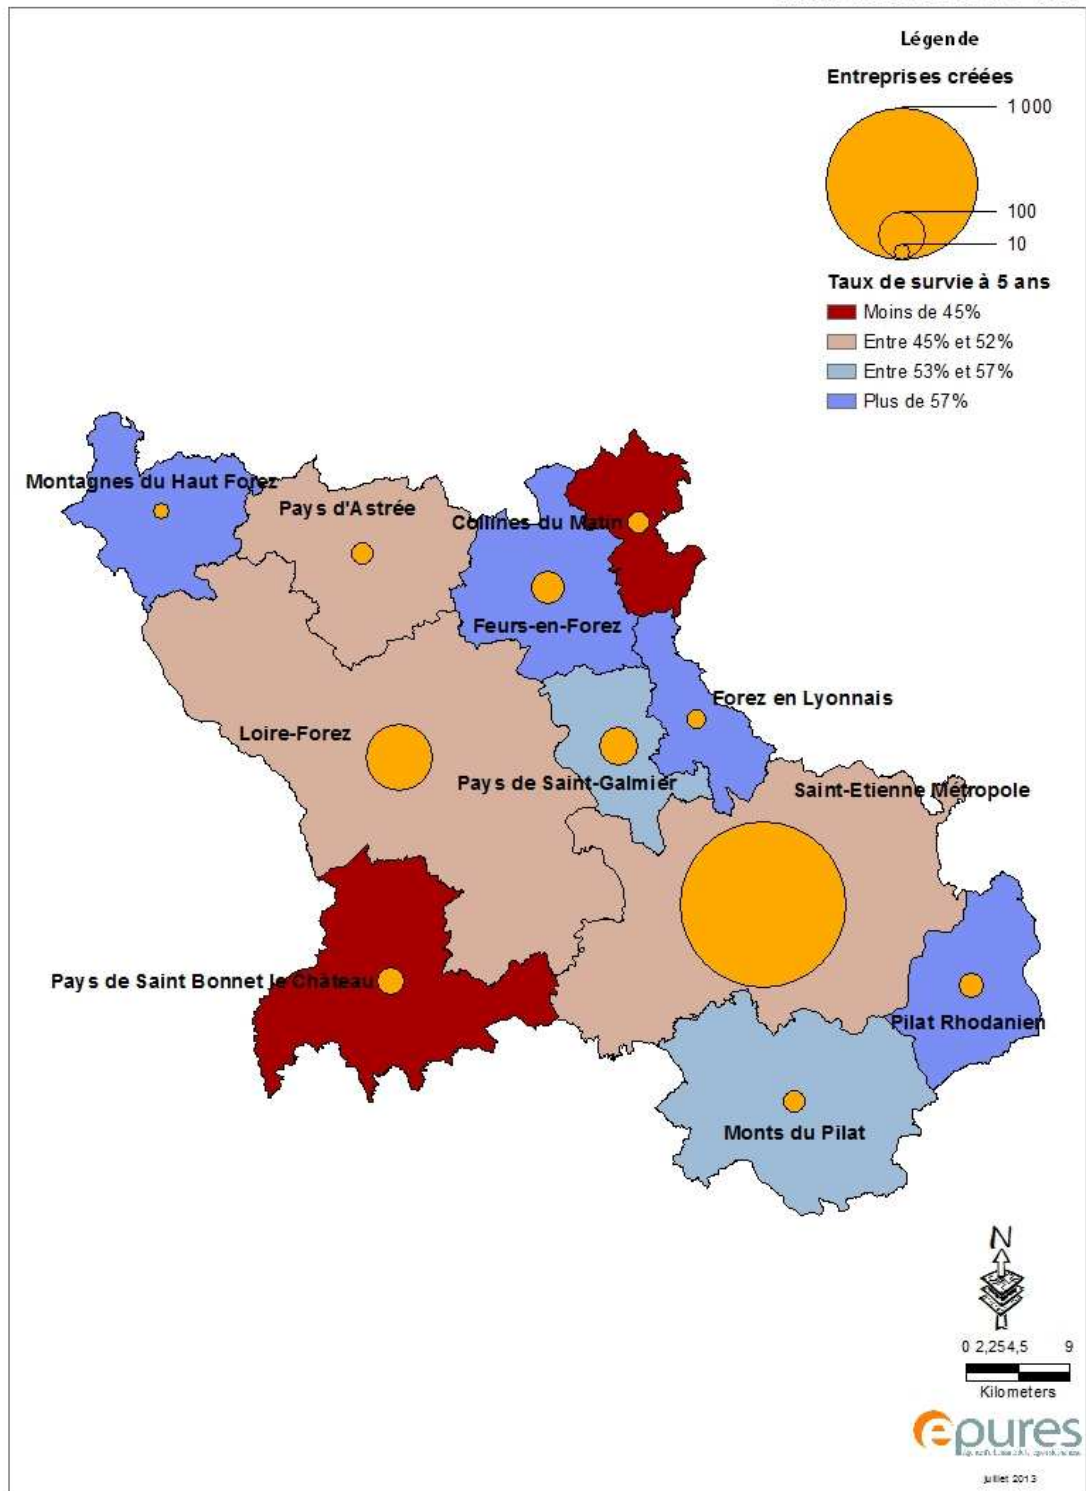 Légende
Entreprises créées
1 000
100
10
Taux de survie à 5 ans
Moins de 45%
Entre 45% et 52%
Entre 53% et 57%
Plus de 57%
Montagnes du Haut Forez
Pays d'Astrée
Collines du Matin
Feurs-en-Forez
Forez en Lyonnais
Loire-Forez
Pays de Saint-Galmier
Saint-Etienne Métropole
Pays de Saint Bonnet le Château
Pilat Rhodanien
Monts du Pilat
N
0 2,254,5 9
Kilometers
epures
juillet 2013